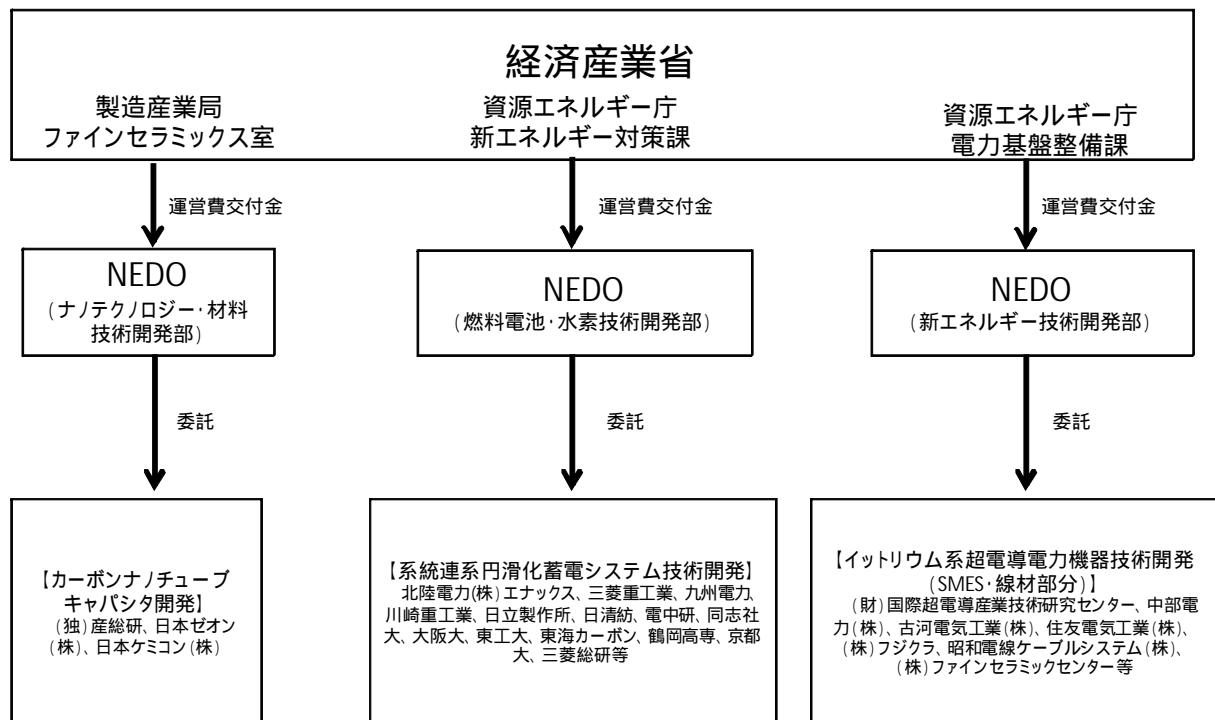 経済産業省
製造産業局
ファインセラミックス室
資源エネルギー庁
新エネルギー対策課
資源エネルギー庁
電力基盤整備課
運営費交付金
運営費交付金
運営費交付金
NEDO
(ナノテクノロジー・材料
技術開発部)
NEDO
(燃料電池・水素技術開発部)
NEDO
(新エネルギー技術開発部)
委託
委託
委託
【カーボンナノチューブ
キャパシタ開発】
(独)産総研、日本ゼオン
(株)、日本ケミコン(株)
【系統連系円滑化蓄電システム技術開発】
北陸電力(株)エナックス、三菱重工業、九州電力、
川崎重工業、日立製作所、日清紡、電中研、同志社
大、大阪大、東工大、東海カーボン、鶴岡高専、京都
大、三菱総研等
【イットリウム系超電導電力機器技術開発
(SMES・線材部分)】
(財)国際超電導産業技術研究センター、中部電
力(株)、古河電気工業(株)、住友電気工業(株)、
(株)フジクラ、昭和電線ケーブルシステム(株)、
(株)ファインセラミックセンター等